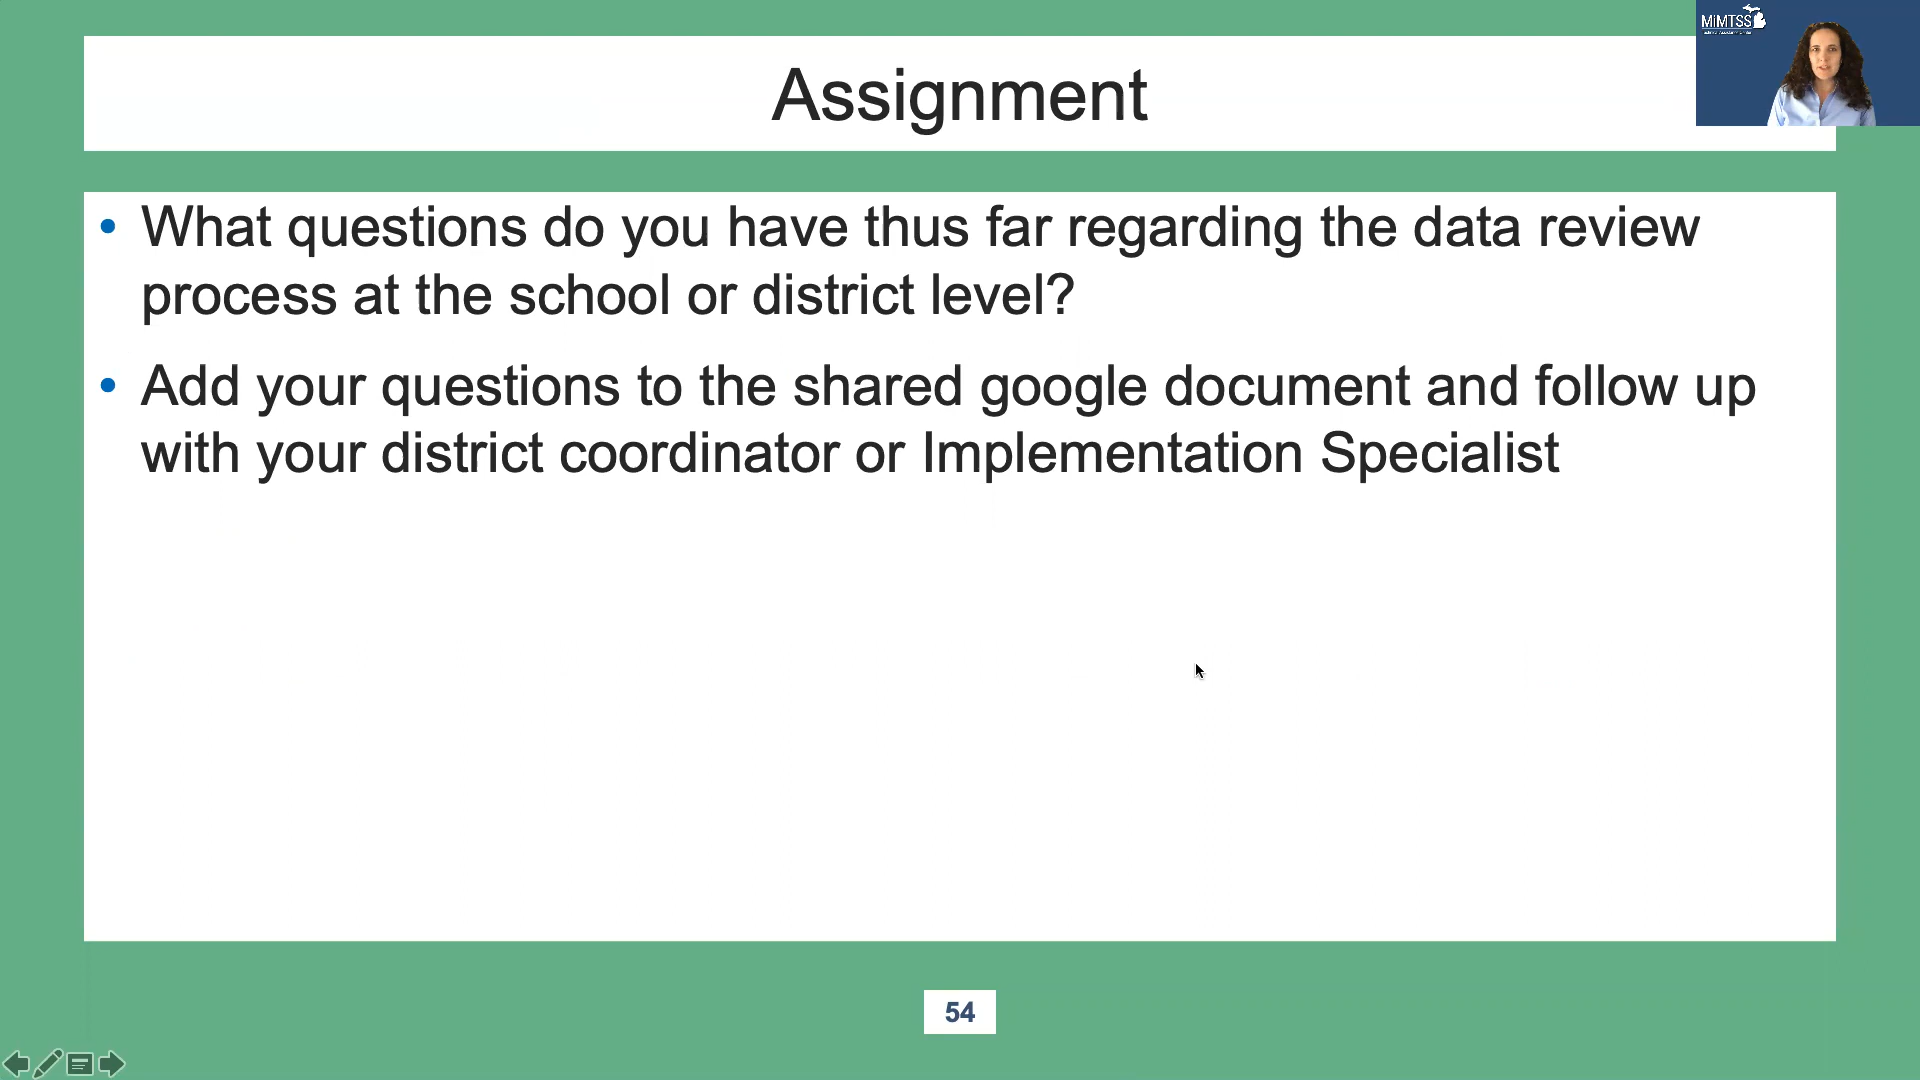 MiMTSS
Assignment
• What questions do you have thus far regarding the data review
process at the school or district level?
• Add your questions to the shared google document and follow up
with your district coordinator or Implementation Specialist
54